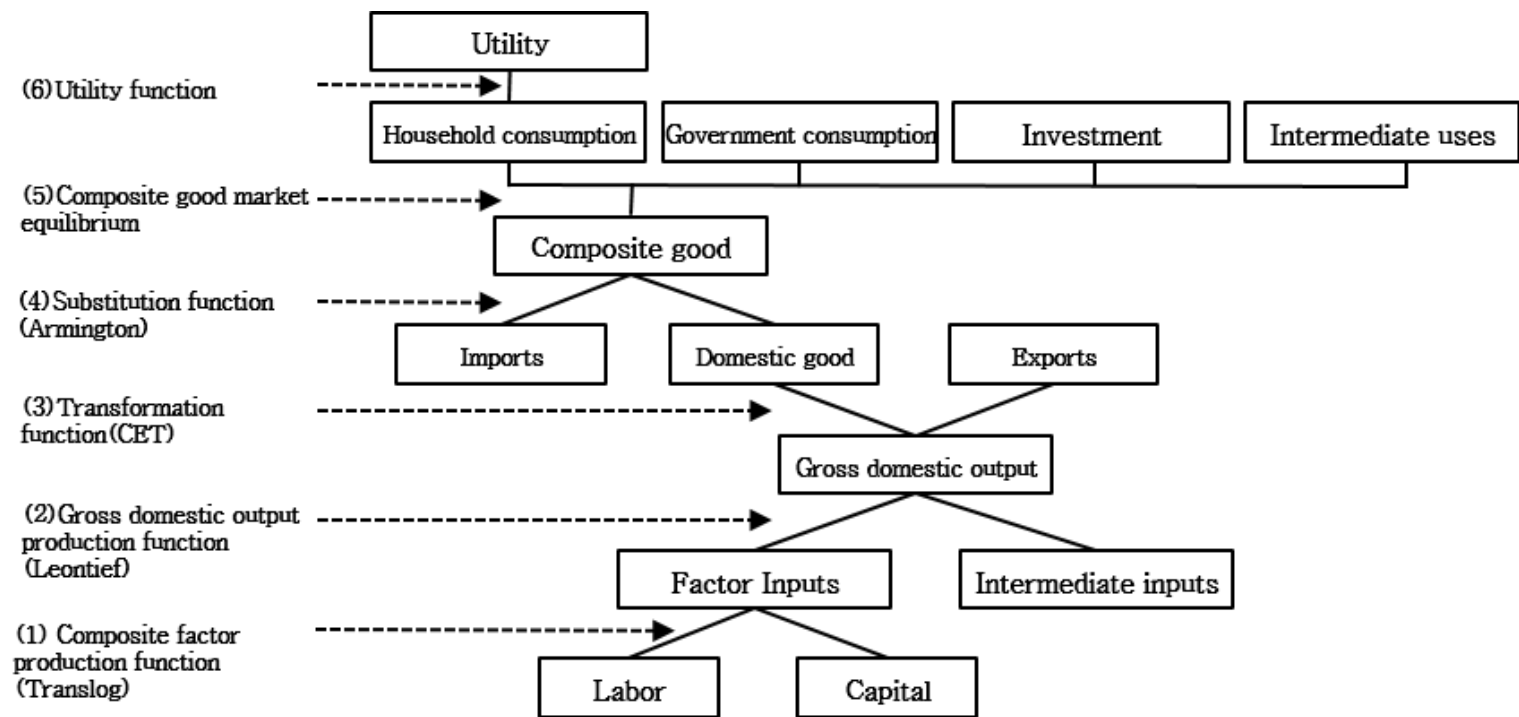 Utility
(6)Utility function
Household consumption
Government consumption
Investment
Intermediate uses
(5)Composite good market
equilibrium
Composite good
(4)Substitution function
(Armington)
Imports
Domestic good
Exports
(3)Transformation
function(CET)
Gross domestic output
(2)Gross domestic output
production function
(Leontief)
Factor Inputs
Intermediate inputs
(1) Composite factor
production function
(Translog)
Labor
Capital